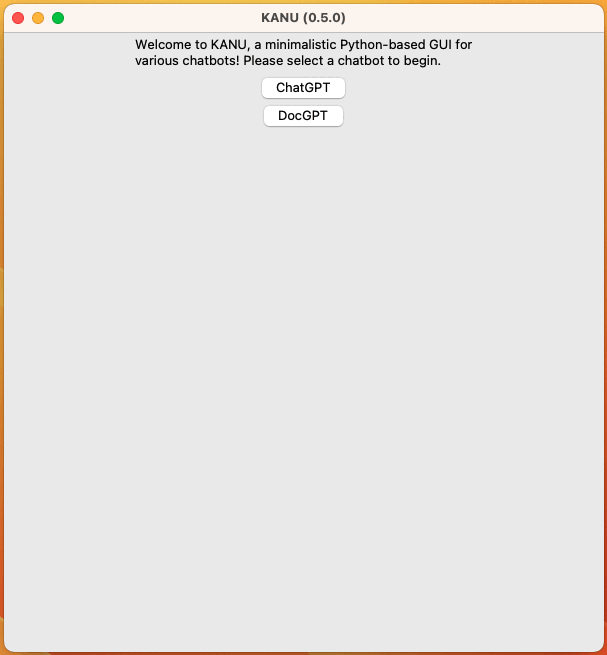 KANU (0.5.0)
Welcome to KANU, a minimalistic Python-based GUI for
various chatbots! Please select a chatbot to begin.
ChatGPT
DocGPT